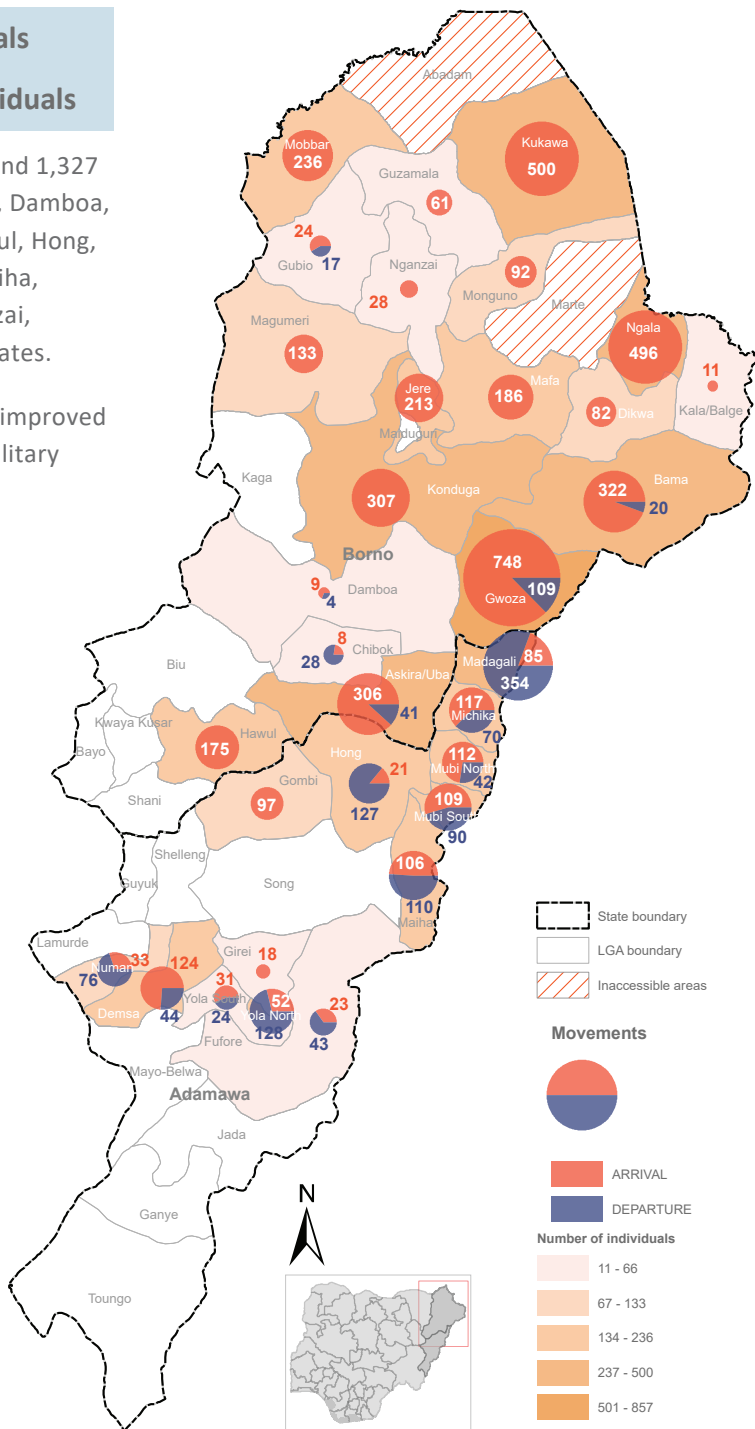 als
iduals
nd 1,327
, Damboa,
ul, Hong,
iha,
zai,
ates.
improved
litary
Abadam
Mobbar
236
Kukawa
500
Guzamala
61
24
Gubio
17
Nganzai
28
92
Monguno
Marte
Magumeri
133
Ngala
496
11
Kala/Balge
Jere
213
Mafa
186
82
Dikwa
Maiduguri
Kaga
307
Konduga
Bama
322
20
Borno
748
109
Gwoza
9
4
Damboa
8
28
Chibok
Madagali
85
354
Biu
Askira/Uba
306
41
117
Michika
70
Kwaya Kusar
Bayo
Hawul
175
Hong
21
127
112
Mubi North
42
Shani
Gombi
97
109
Mubi South
90
Shelleng
Guyuk
Song
106
110
Maiha
Lamurde
33
Numan
76
124
Demsa
44
Girei
18
31
Yola South
24
52
Yola North
128
23
43
Fufore
Mayo-Belwa
Adamawa
Jada
Ganye
Toungo
N
State boundary
LGA boundary
Inaccessible areas
Movements
ARRIVAL
DEPARTURE
Number of individuals
11 - 66
67 - 133
134 - 236
237 - 500
501 - 857